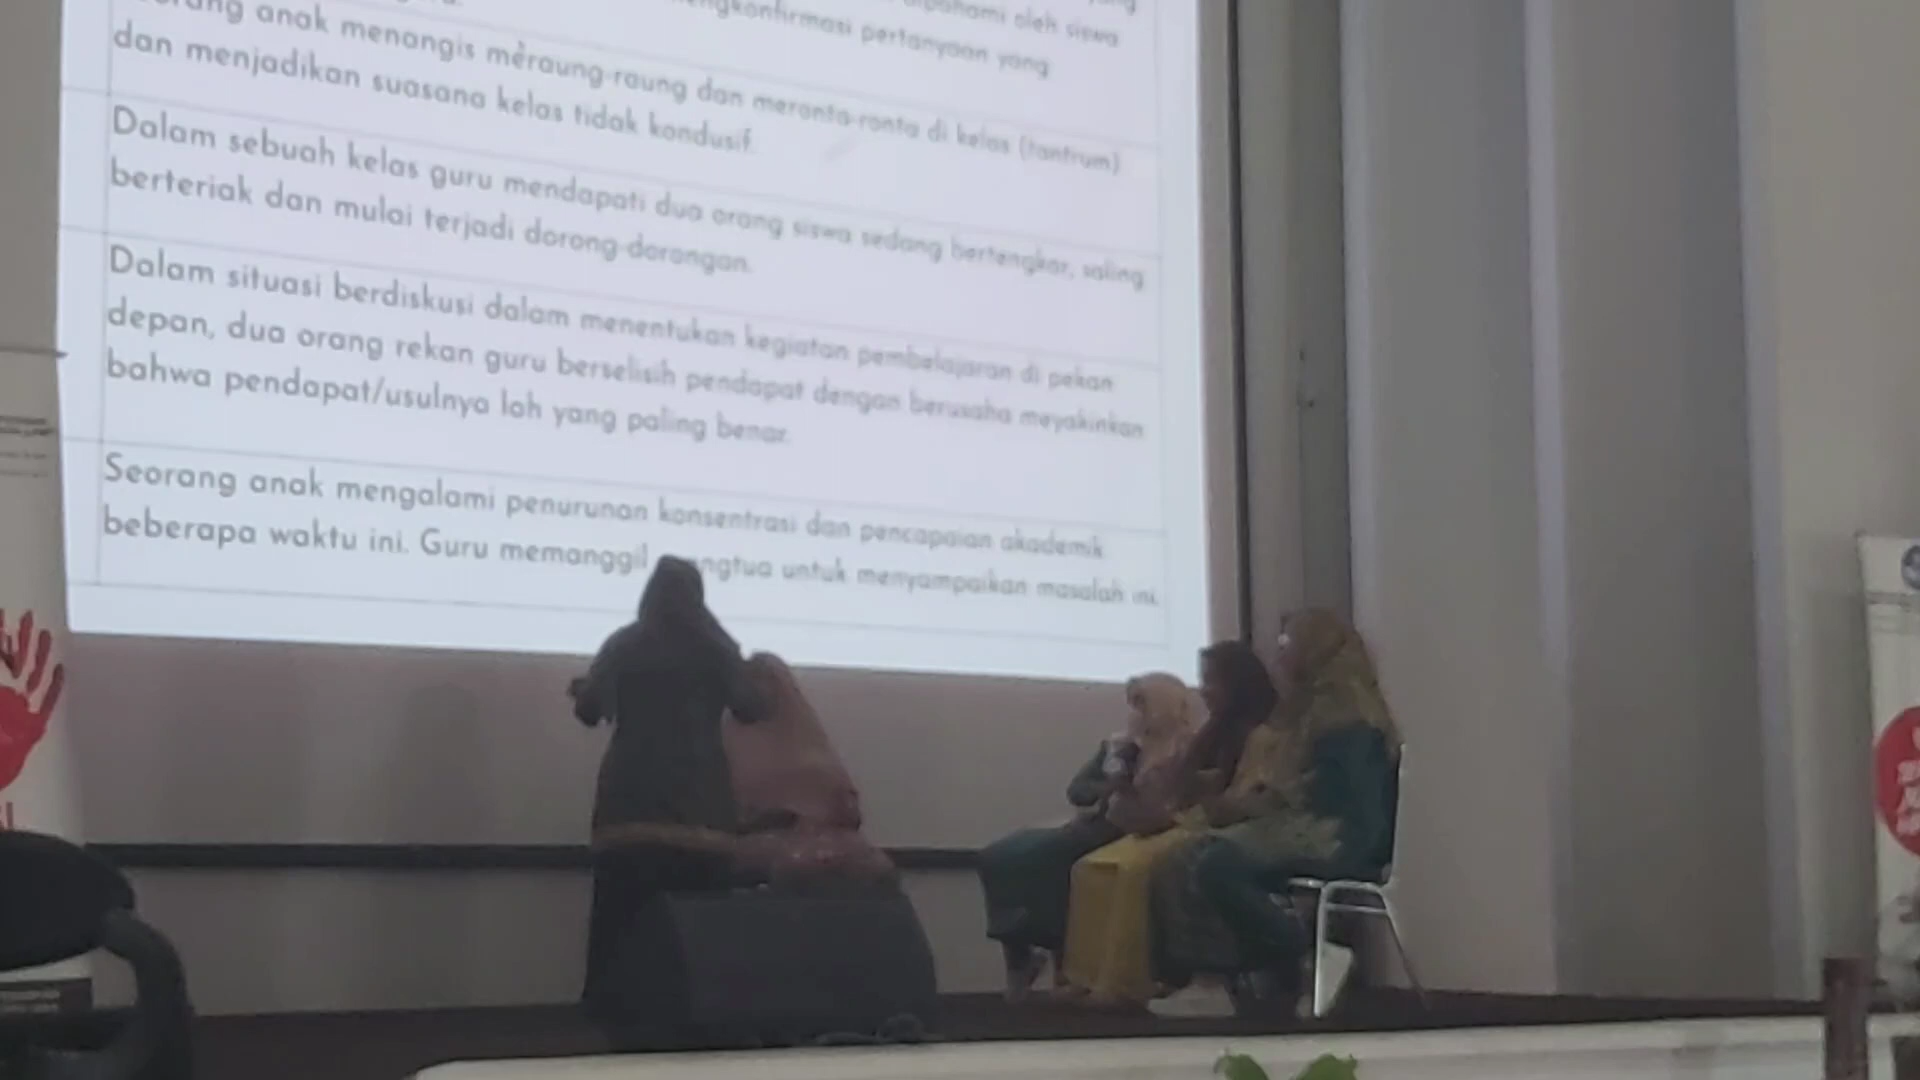 dipahami oleh siswa
mengkonfirmasi pertanyaan yang
anak menangis meraung-raung dan meronta-ronta di kelas (tantrum)
dan menjadikan suasana kelas tidak kondusif.
Dalam sebuah kelas guru mendapati dua orang siswa sedang bertengkar, saling
berteriak dan mulai terjadi dorong-dorongan.
Dalam situasi berdiskusi dalam menentukan kegiatan pembelajaran di pekan
depan, dua orang rekan guru berselisih pendapat dengan berusaha meyakinkan
bahwa pendapat/usulnya lah yang paling benar.
Seorang anak mengalami penurunan konsentrasi dan pencapaian akademik
beberapa waktu ini. Guru memanggil ngtua untuk menyampaikan masalah ini.